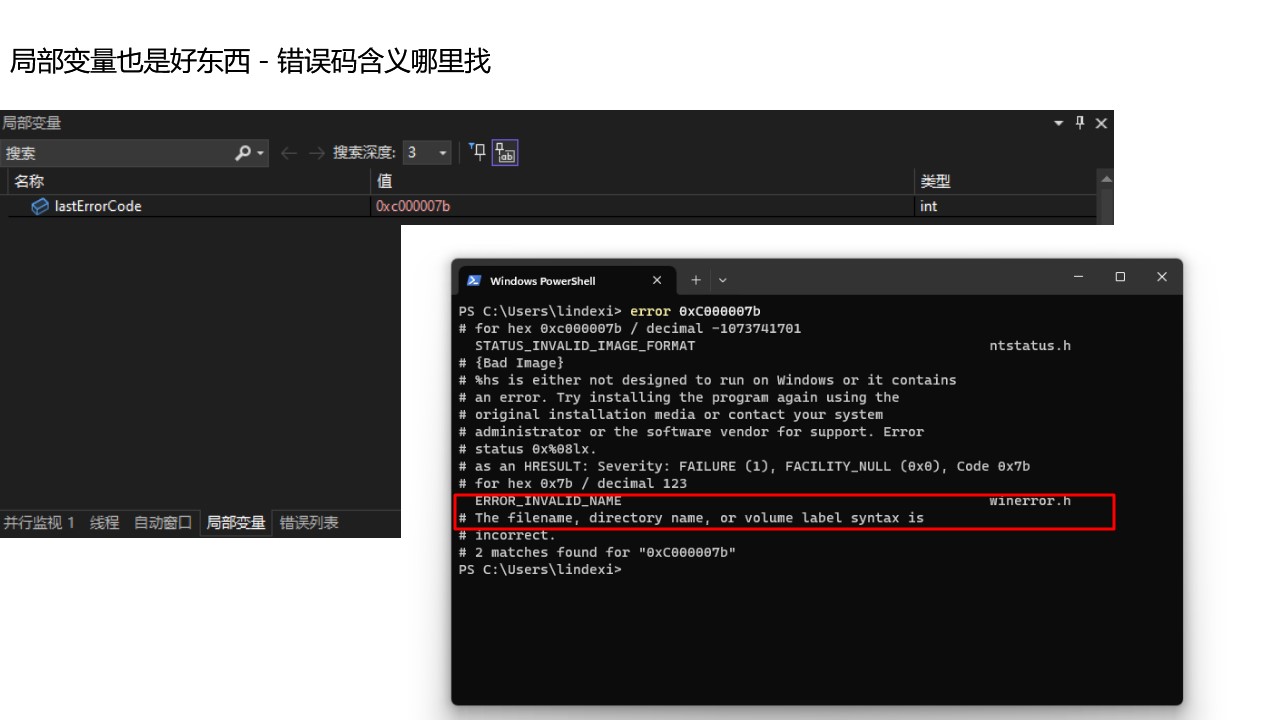 局部变量也是好东西 - 错误码含义哪里找
局部变量
搜索 搜索深度: 3
名称 值 类型
lastErrorCode 0xc000007b int
并行监视 1 线程 自动窗口 局部变量 错误列表
Windows PowerShell
PS C:\Users\lindexi> error 0xC000007b
# for hex 0xc000007b / decimal -1073741701
STATUS_INVALID_IMAGE_FORMAT ntstatus.h
# {Bad Image}
# %hs is either not designed to run on Windows or it contains
# an error. Try installing the program again using the
# original installation media or contact your system
# administrator or the software vendor for support. Error
# status 0x%08lx.
# as an HRESULT: Severity: FAILURE (1), FACILITY_NULL (0x0), Code 0x7b
# for hex 0x7b / decimal 123
ERROR_INVALID_NAME winerror.h
# The filename, directory name, or volume label syntax is
# incorrect.
# 2 matches found for "0xC000007b"
PS C:\Users\lindexi>